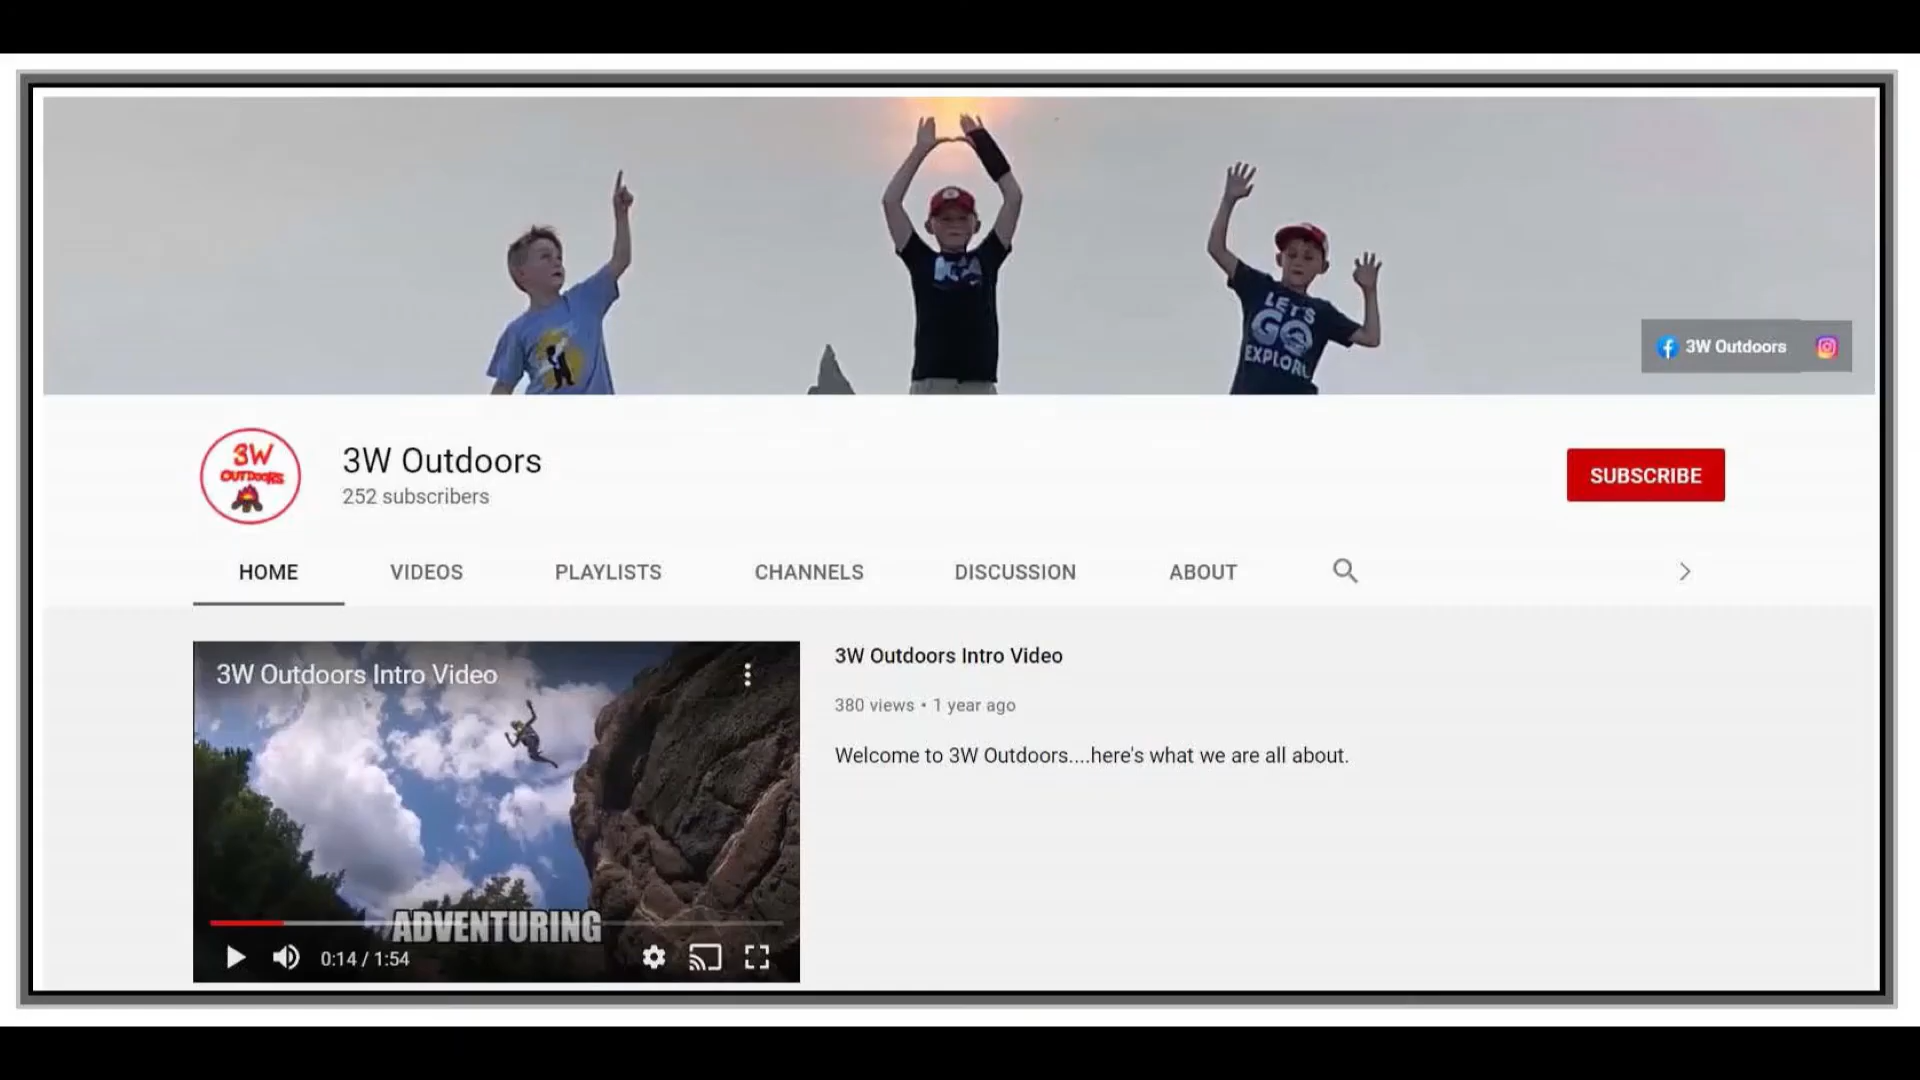 LET'S
GO
EXPLORE
3W Outdoors
3W
OUTDOORS
3W Outdoors
252 subscribers
SUBSCRIBE
HOME VIDEOS PLAYLISTS CHANNELS DISCUSSION ABOUT
3W Outdoors Intro Video
ADVENTURING
0:14 / 1:54
3W Outdoors Intro Video
380 views • 1 year ago
Welcome to 3W Outdoors....here's what we are all about.